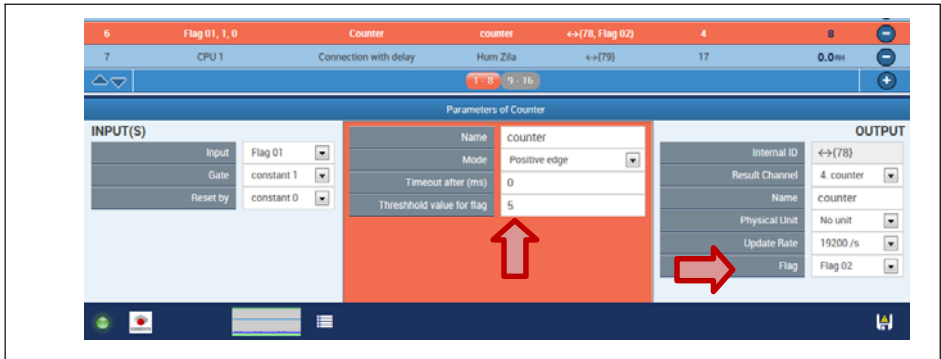 6 Flag 01, 1, 0 Counter counter ↔{78, Flag 02} 4 8
7 CPU 1 Connection with delay Hum Zila ↔{79} 17 0.0 RH
1 - 8 9 - 16
Parameters of Counter
INPUT(S)
Input Flag 01
Gate constant 1
Reset by constant 0
Name counter
Mode Positive edge
Timeout after (ms) 0
Threshhold value for flag 5
OUTPUT
Internal ID ↔{78}
Result Channel 4. counter
Name counter
Physical Unit No unit
Update Rate 19200 /s
Flag Flag 02